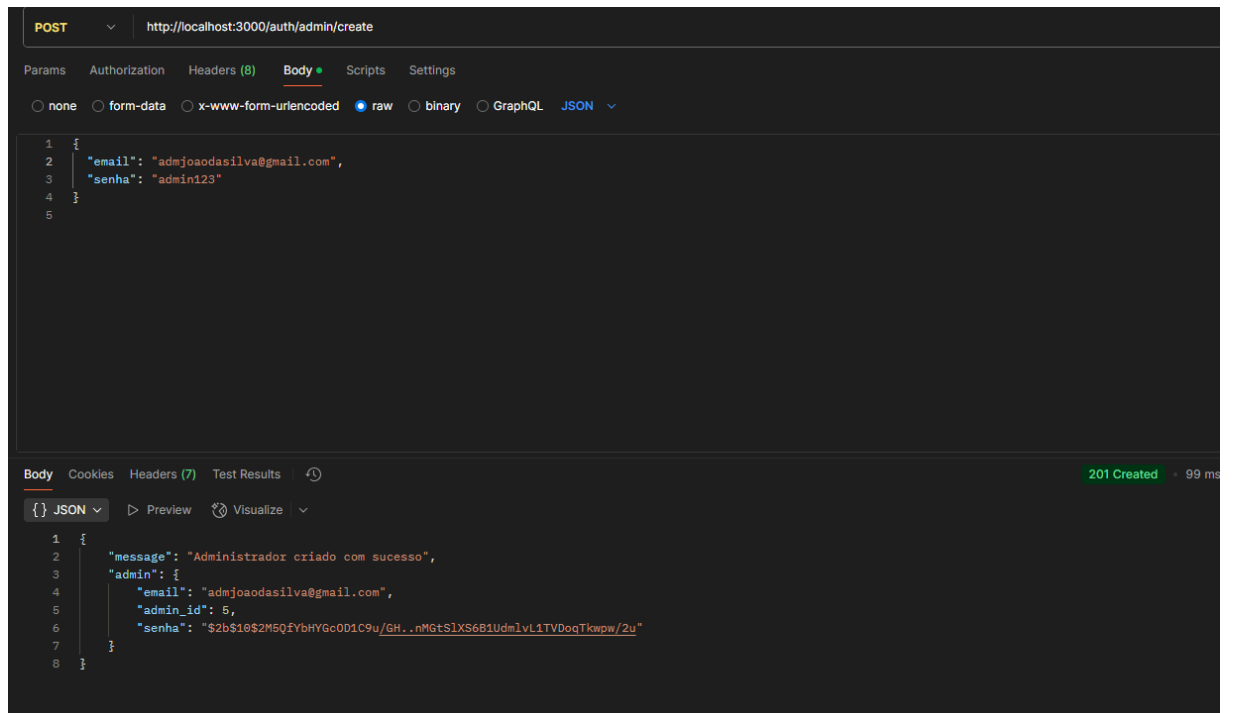 POST http://localhost:3000/auth/admin/create
Params Authorization Headers (8) Body Scripts Settings
none form-data x-www-form-urlencoded raw binary GraphQL JSON
1 {
2 "email": "admjoaodasilva@gmail.com",
3 "senha": "admin123"
4 }
5
Body Cookies Headers (7) Test Results 201 Created 99 ms
{} JSON Preview Visualize
1 {
2 "message": "Administrador criado com sucesso",
3 "admin": {
4 "email": "admjoaodasilva@gmail.com",
5 "admin_id": 5,
6 "senha": "$2b$10$2M5QfYbHYGcOD1C9u/GH..nMGtSlXS6B1UdmlvL1TVDoqTkwpw/2u"
7 }
8 }